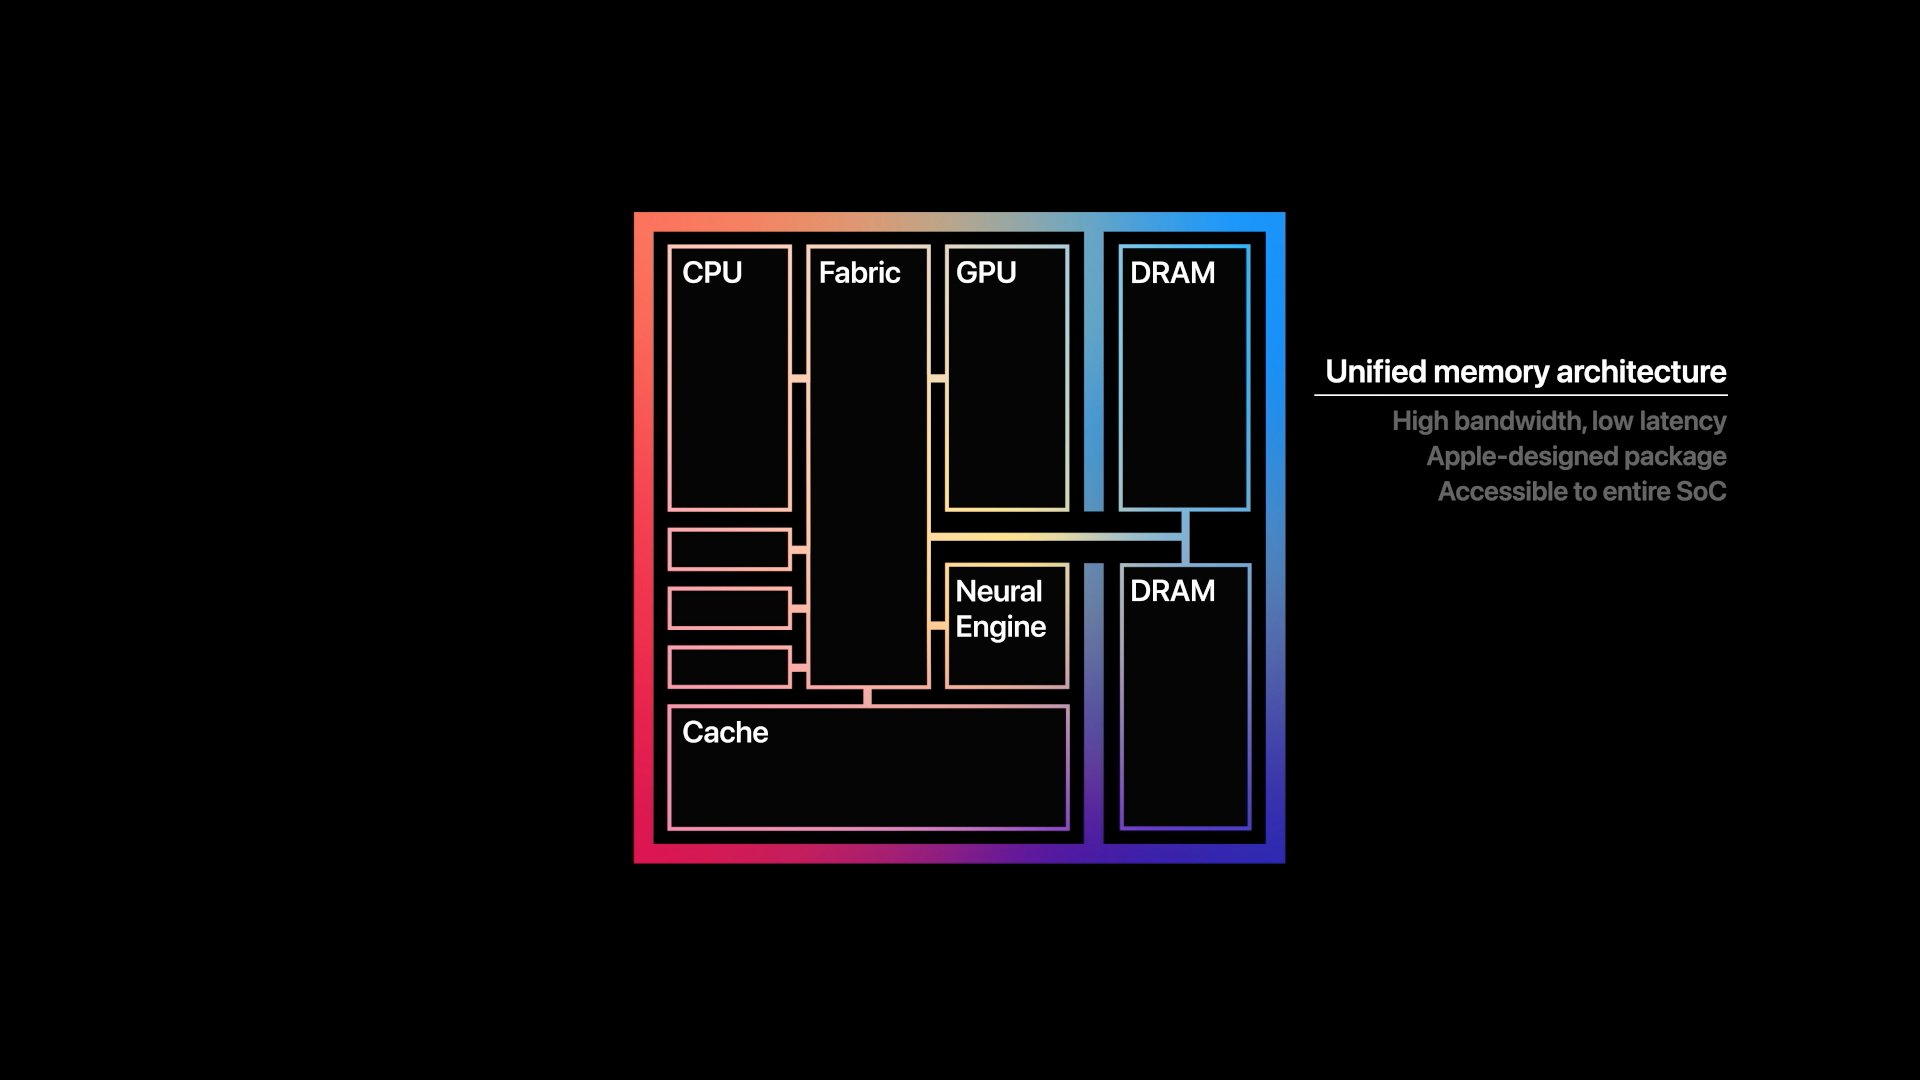 CPU
Fabric
GPU
DRAM
Unified memory architecture
High bandwidth, low latency
Apple-designed package
Accessible to entire SoC
Neural
Engine
DRAM
Cache